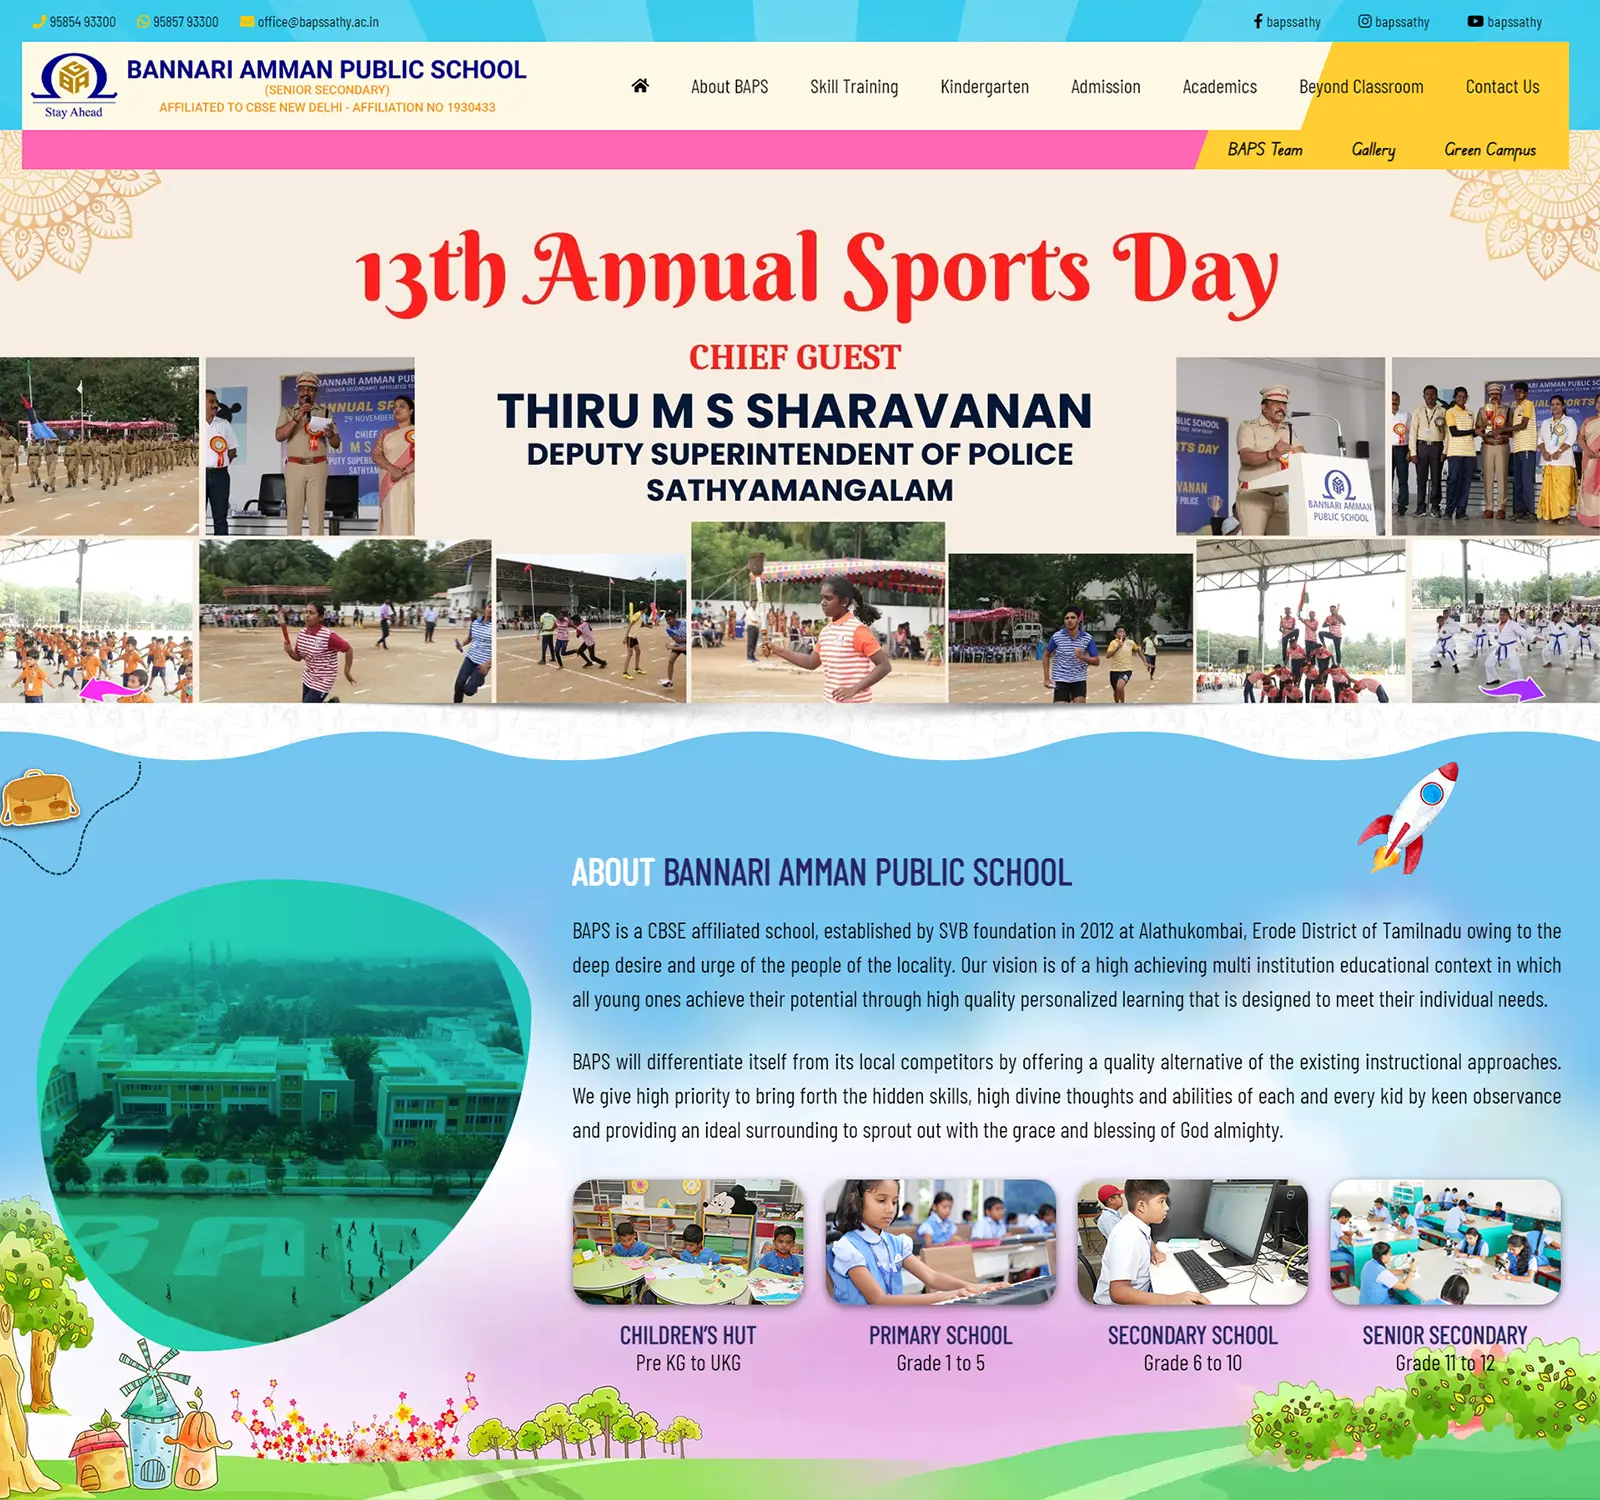 95854 93300 95857 93300 office@bapssathy.ac.in bapssathy bapssathy bapssathy
BANNARI AMMAN PUBLIC SCHOOL
(SENIOR SECONDARY)
AFFILIATED TO CBSE NEW DELHI - AFFILIATION NO 1930433
Stay Ahead
About BAPS Skill Training Kindergarten Admission Academics Beyond Classroom Contact Us
BAPS Team Gallery Green Campus
13th Annual Sports Day
CHIEF GUEST
THIRU M S SHARAVANAN
DEPUTY SUPERINTENDENT OF POLICE
SATHYAMANGALAM
BANNARI AMMAN
PUBLIC SCHOOL
ABOUT BANNARI AMMAN PUBLIC SCHOOL
BAPS is a CBSE affiliated school, established by SVB foundation in 2012 at Alathukombai, Erode District of Tamilnadu owing to the
deep desire and urge of the people of the locality. Our vision is of a high achieving multi institution educational context in which
all young ones achieve their potential through high quality personalized learning that is designed to meet their individual needs.
BAPS will differentiate itself from its local competitors by offering a quality alternative of the existing instructional approaches.
We give high priority to bring forth the hidden skills, high divine thoughts and abilities of each and every kid by keen observance
and providing an ideal surrounding to sprout out with the grace and blessing of God almighty.
CHILDREN'S HUT PRIMARY SCHOOL SECONDARY SCHOOL SENIOR SECONDARY
Pre KG to UKG Grade 1 to 5 Grade 6 to 10 Grade 11 to 12